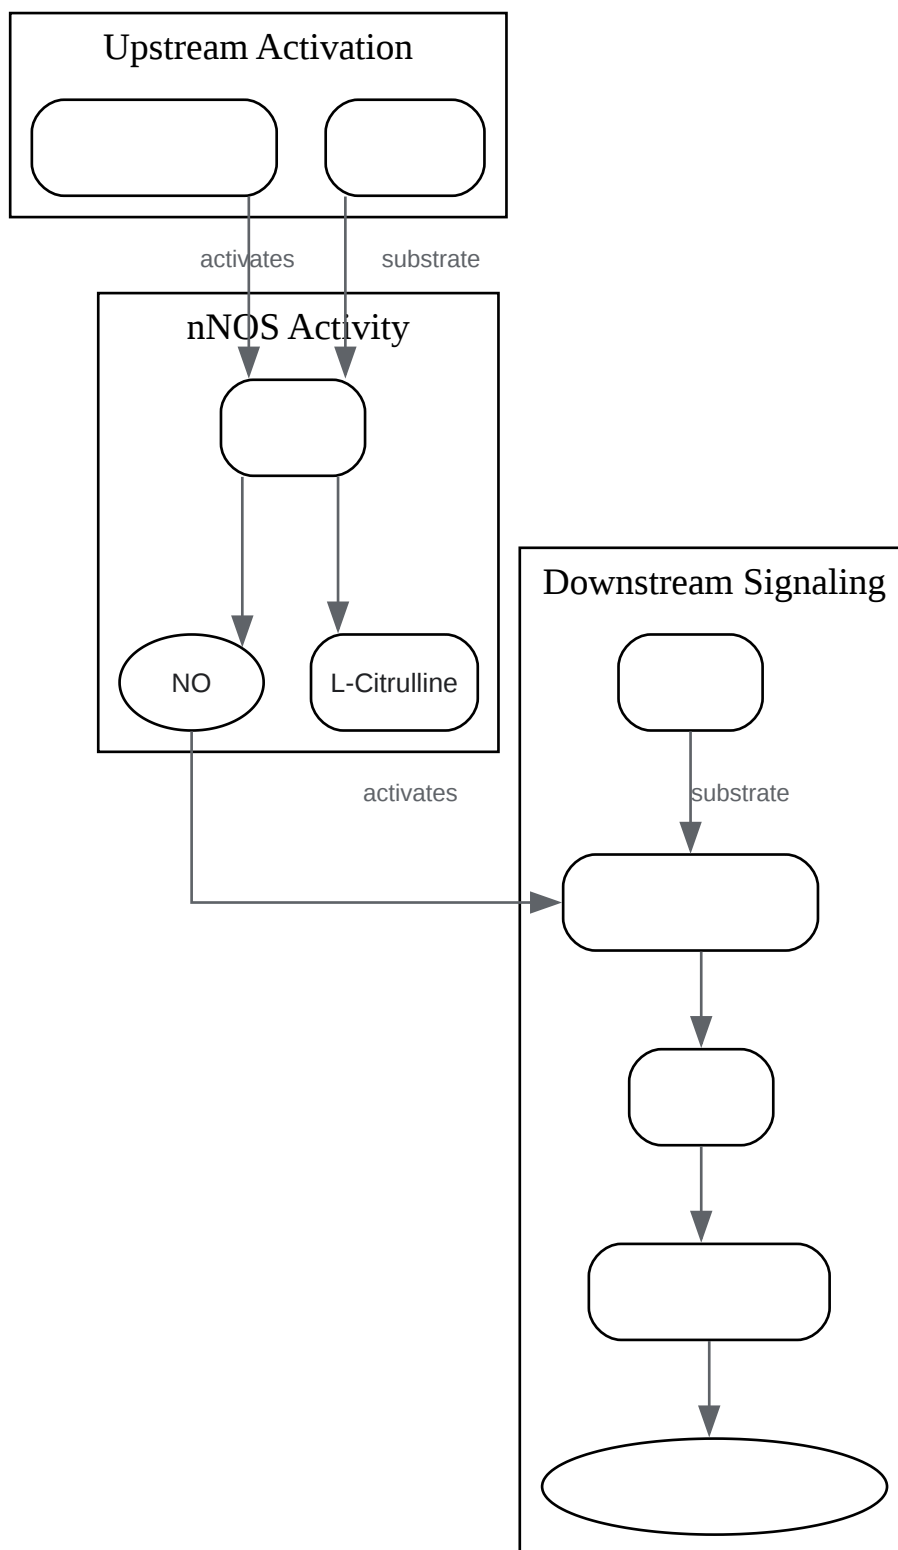 Upstream Activation
activates
substrate
nNOS Activity
NO
L-Citrulline
Downstream Signaling
activates
substrate